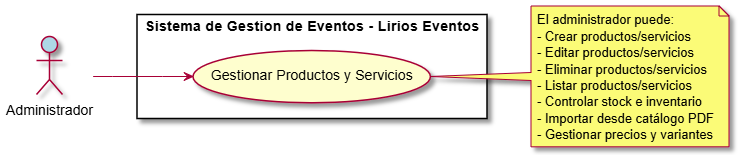 Sistema de Gestion de Eventos - Lirios Eventos
Administrador
Gestionar Productos y Servicios
El administrador puede:
- Crear productos/servicios
- Editar productos/servicios
- Eliminar productos/servicios
- Listar productos/servicios
- Controlar stock e inventario
- Importar desde catálogo PDF
- Gestionar precios y variantes